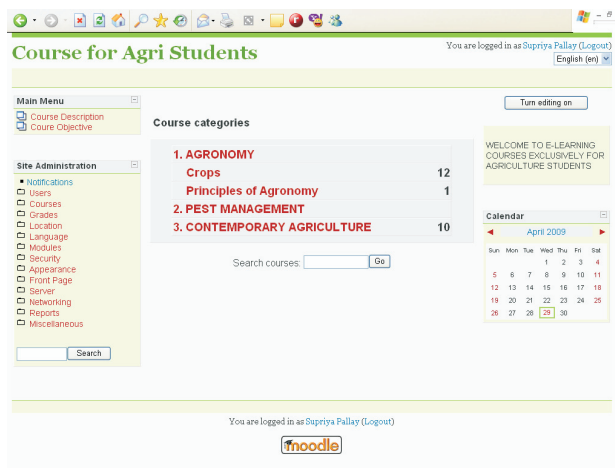 Course for Agri Students
You are logged in as Supriya Pallay (Logout)
English (en)
Main Menu
Course Description
Coure Objective
Site Administration
Notifications
Users
Courses
Grades
Location
Language
Modules
Security
Appearance
Front Page
Server
Networking
Reports
Miscellaneous
Search
Course categories
1. AGRONOMY
Crops 12
Principles of Agronomy 1
2. PEST MANAGEMENT
3. CONTEMPORARY AGRICULTURE 10
Search courses: Go
Turn editing on
WELCOME TO E-LEARNING
COURSES EXCLUSIVELY FOR
AGRICULTURE STUDENTS
Calendar
April 2009
Sun Mon Tue Wed Thu Fri Sat
1 2 3 4
5 6 7 8 9 10 11
12 13 14 15 16 17 18
19 20 21 22 23 24 25
26 27 28 29 30
You are logged in as Supriya Pallay (Logout)
moodle